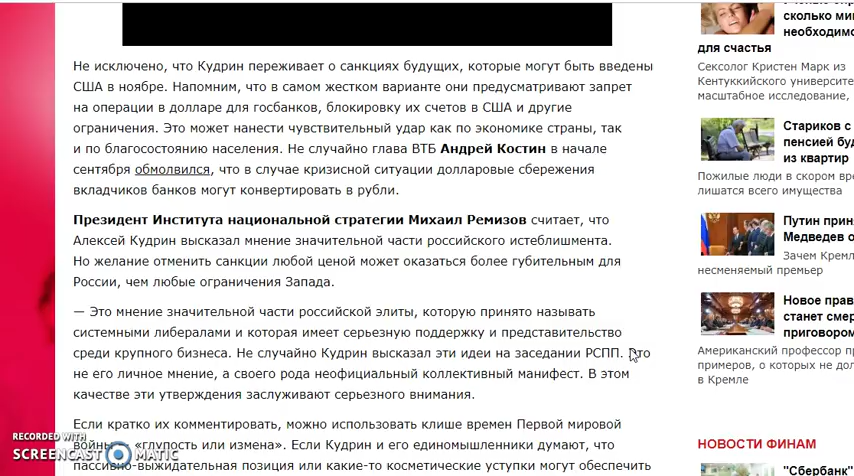 Не исключено, что Кудрин переживает о санкциях будущих, которые могут быть введены
США в ноябре. Напомним, что в самом жестком варианте они предусматривают запрет
на операции в долларе для госбанков, блокировку их счетов в США и другие
ограничения. Это может нанести чувствительный удар как по экономике страны, так
и по благосостоянию населения. Не случайно глава ВТБ Андрей Костин в начале
сентября обмолвился, что в случае кризисной ситуации долларовые сбережения
вкладчиков банков могут конвертировать в рубли.
Президент Института национальной стратегии Михаил Ремизов считает, что
Алексей Кудрин высказал мнение значительной части российского истеблишмента.
Но желание отменить санкции любой ценой может оказаться более губительным для
России, чем любые ограничения Запада.
— Это мнение значительной части российской элиты, которую принято называть
системными либералами и которая имеет серьезную поддержку и представительство
среди крупного бизнеса. Не случайно Кудрин высказал эти идеи на заседании РСПП. Это
не его личное мнение, а своего рода неофициальный коллективный манифест. В этом
качестве эти утверждения заслуживают серьезного внимания.
Если кратко их комментировать, можно использовать клише времен Первой мировой
войны — «глупость или измена». Если Кудрин и его единомышленники думают, что
пассивно-выжидательная позиция или какие-то косметические уступки могут обеспечить
сколько
необходимо
для счастья
Сексолог Кристен Марк из
Кентуккийского
масштабное исследование,
Стариков с
пенсией
из квартир
Пожилые люди в скором
лишатся всего имущества
Путин
Медведев
Зачем
несменяемый премьер
Новое
станет
приговором
Американский профессор
примеров, о которых не
в Кремле
НОВОСТИ ФИНАМ
"Сбербанк"
RECORDED WITH
SCREENCAST MATIC